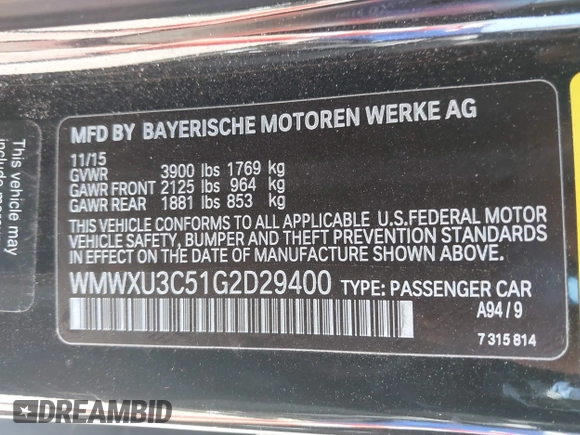 This vehicle may
MFD BY BAYERISCHE MOTOREN WERKE AG
11/15
GVWR 3900 lbs 1769 kg
GAWR FRONT 2125 lbs 964 kg
GAWR REAR 1881 lbs 853 kg
THIS VEHICLE CONFORMS TO ALL APPLICABLE U.S.FEDERAL MOTOR
VEHICLE SAFETY, BUMPER AND THEFT PREVENTION STANDARDS
IN EFFECT ON THE DATE OF MANUFACTURE SHOWN ABOVE.
WMWXU3C51G2D29400 TYPE: PASSENGER CAR
A94 / 9
7 315 814
DREAMBID